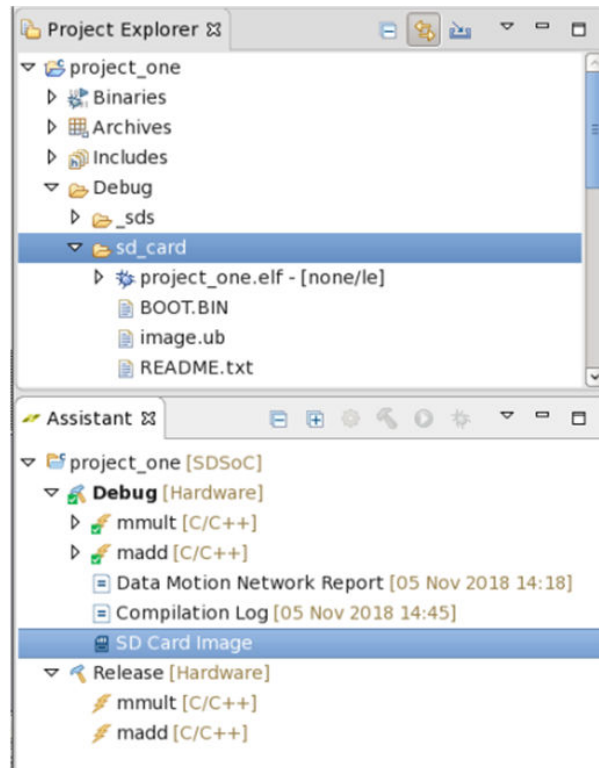 Project Explorer
project_one
Binaries
Archives
Includes
Debug
_sds
sd_card
project_one.elf - [none/le]
BOOT.BIN
image.ub
README.txt
Assistant
project_one [SDSoC]
Debug [Hardware]
mmult [C/C++]
madd [C/C++]
Data Motion Network Report [05 Nov 2018 14:18]
Compilation Log [05 Nov 2018 14:45]
SD Card Image
Release [Hardware]
mmult [C/C++]
madd [C/C++]